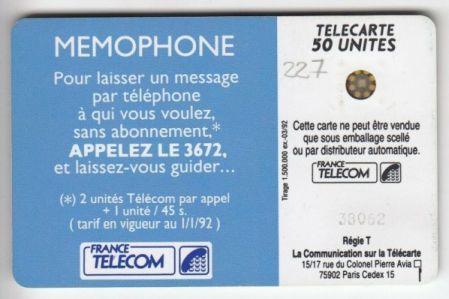 MEMOPHONE
Pour laisser un message
par téléphone
à qui vous voulez,
sans abonnement,*
APPELEZ LE 3672,
et laissez-vous guider...
(*) 2 unités Télécom par appel
+ 1 unité / 45 s.
( tarif en vigueur au 1/1/92 )
FRANCE
TELECOM
TELECARTE
50 UNITES
227
Cette carte ne peut être vendue
que sous emballage scellé
ou par distributeur automatique.
FRANCE
TELECOM
Tirage 1.500.000 ex.-03/92
38062
Régie T
La Communication sur la Télécarte
15/17 rue du Colonel Pierre Avia
75902 Paris Cedex 15